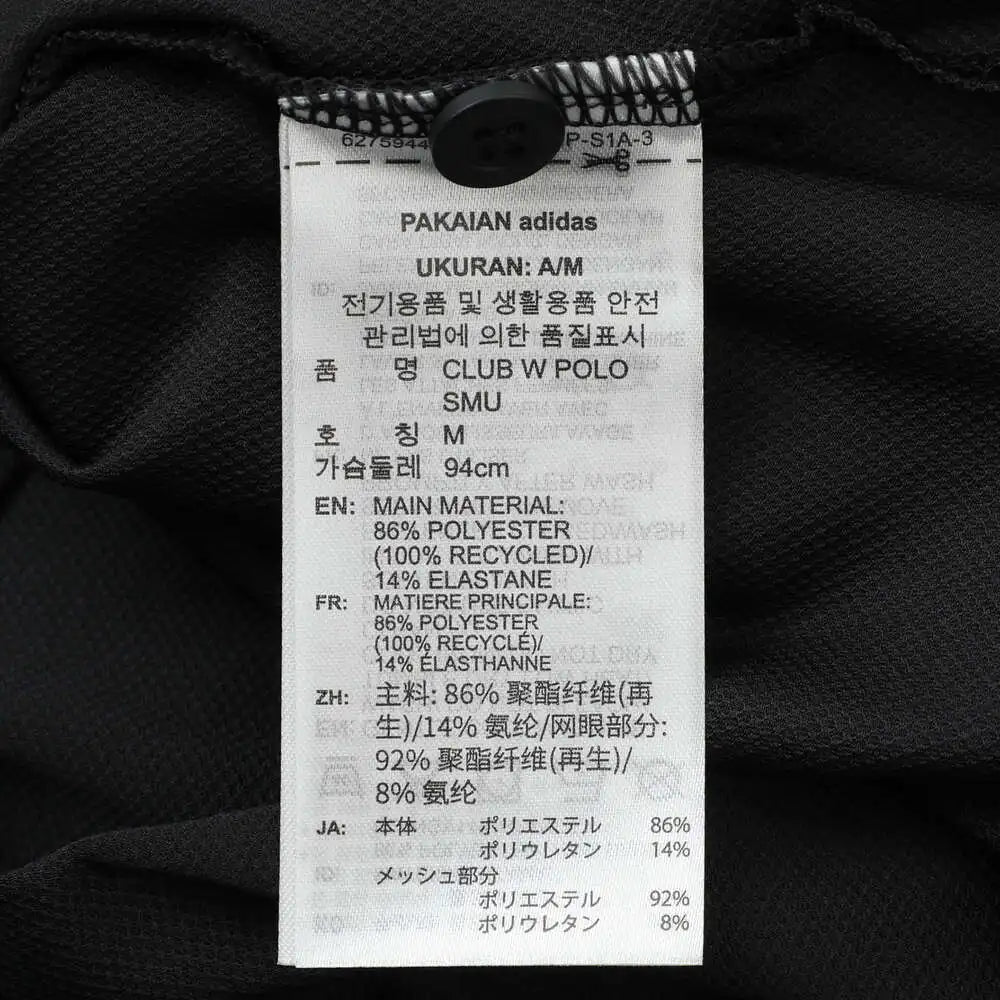 6275944 P-S1A-3
PAKAIAN adidas
UKURAN: A/M
전기용품 및 생활용품 안전
관리법에 의한 품질표시
품 명 CLUB W POLO
SMU
호 칭 M
가슴둘레 94cm
EN: MAIN MATERIAL:
86% POLYESTER
(100% RECYCLED)/
14% ELASTANE
FR: MATIERE PRINCIPALE:
86% POLYESTER
(100% RECYCLÉ)/
14% ÉLASTHANNE
ZH: 主料: 86% 聚酯纤维(再
生)/14% 氨纶/网眼部分:
92% 聚酯纤维(再生)/
8% 氨纶
JA: 本体 ポリエステル 86%
ポリウレタン 14%
メッシュ部分
ポリエステル 92%
ポリウレタン 8%